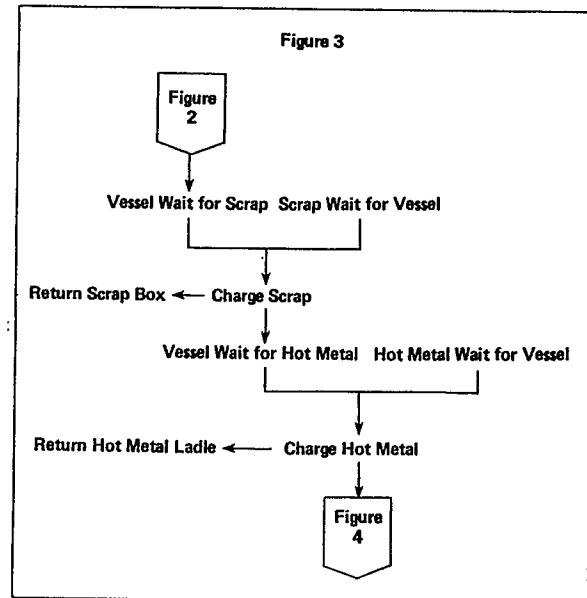 Figure 3
Figure
2
Vessel Wait for Scrap Scrap Wait for Vessel
Return Scrap Box Charge Scrap
Vessel Wait for Hot Metal Hot Metal Wait for Vessel
Return Hot Metal Ladle Charge Hot Metal
Figure
4